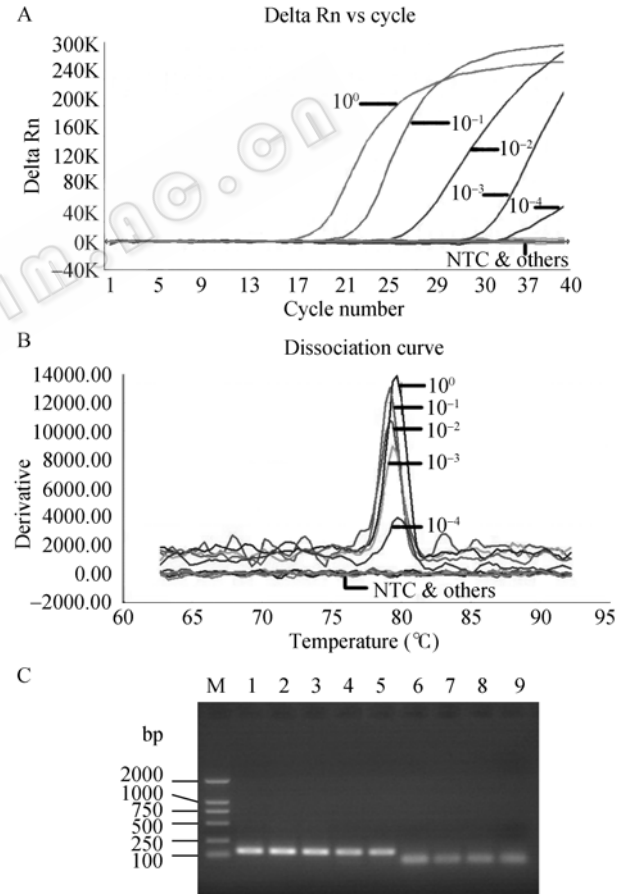 A
Delta Rn vs cycle
300K
240K
200K
160K
120K
80K
40K
0K
−40K
Delta Rn
10⁰
10⁻¹
10⁻²
10⁻³
10⁻⁴
NTC & others
1 5 9 13 17 21 25 29 30 37 40
Cycle number
B
Dissociation curve
14000.00
12000.00
10000.00
8000.00
6000.00
4000.00
2000.00
0.00
−2000.00
Derivative
10⁰
10⁻¹
10⁻²
10⁻³
10⁻⁴
NTC & others
60 65 70 75 80 85 90 95
Temperature (℃)
C
M 1 2 3 4 5 6 7 8 9
bp
2000
1000
750
500
250
100